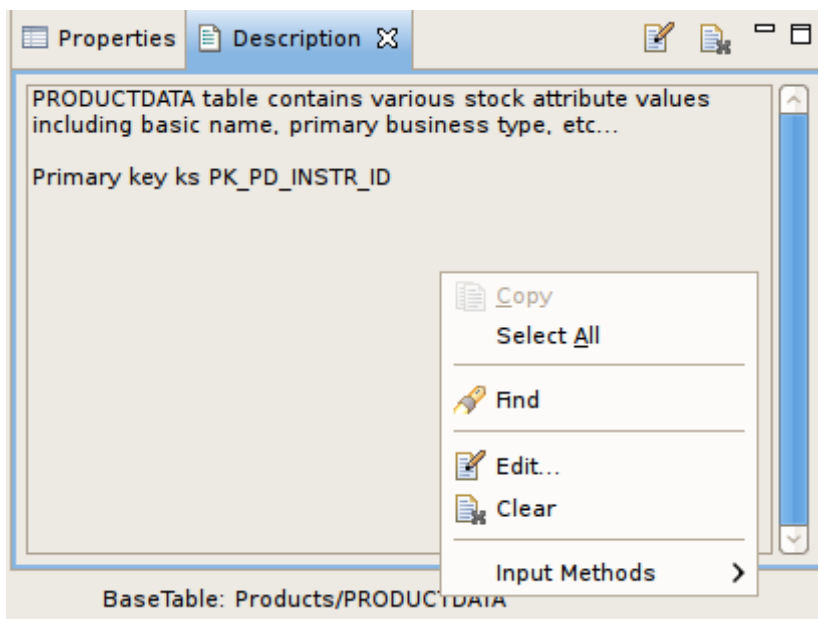 Properties
Description
PRODUCTDATA table contains various stock attribute values
including basic name, primary business type, etc...
Primary key ks PK_PD_INSTR_ID
Copy
Select All
Find
Edit...
Clear
Input Methods
BaseTable: Products/PRODUCTDATA